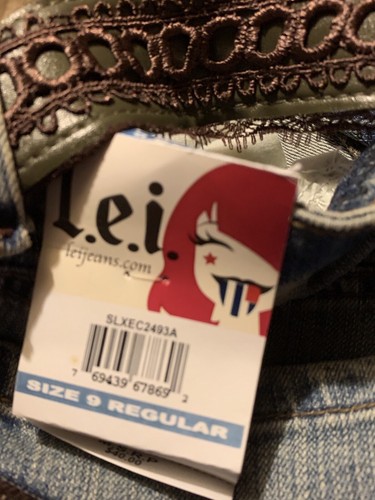 l.e.i.
leijeans.com
SLXEC2493A
7 69439 67869 2
SIZE 9 REGULAR